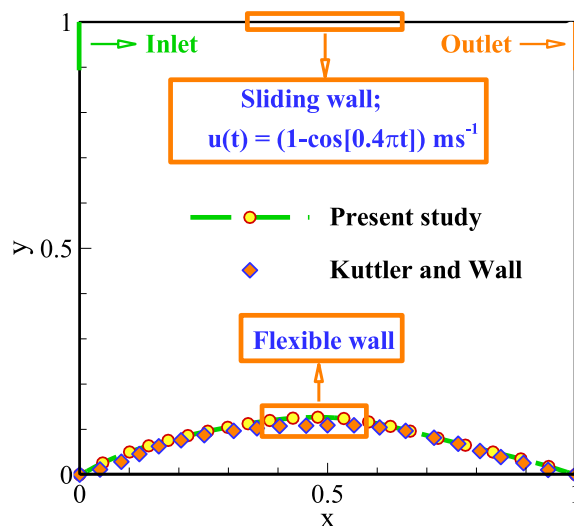 1
Inlet
Outlet
Sliding wall;
u(t) = (1-cos[0.4πt]) ms⁻¹
Present study
y
0.5
Kuttler and Wall
Flexible wall
0
0
0.5
1
x